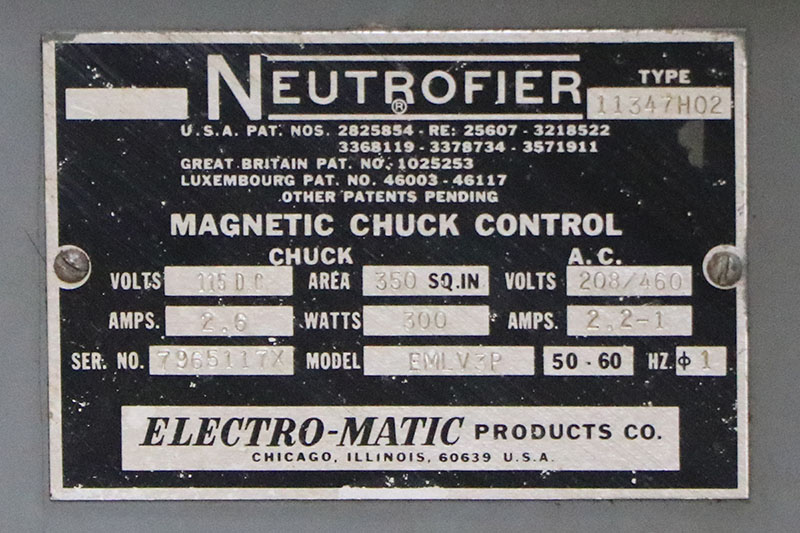 NEUTROFIER ® TYPE 11347H02
U.S.A. PAT. NOS. 2825854 - RE: 25607 - 3218522
3368119 - 3378734 - 3571911
GREAT BRITAIN PAT. NO. 1025253
LUXEMBOURG PAT. NO. 46003 - 46117
OTHER PATENTS PENDING
MAGNETIC CHUCK CONTROL
CHUCK A.C.
VOLTS 115 D C AREA 350 SQ.IN VOLTS 208/460
AMPS. 2.6 WATTS 300 AMPS. 2.2-1
SER. NO. 7965117X MODEL EMLV3P 50 - 60 HZ. ϕ 1
ELECTRO-MATIC PRODUCTS CO.
CHICAGO, ILLINOIS, 60639 U.S.A.